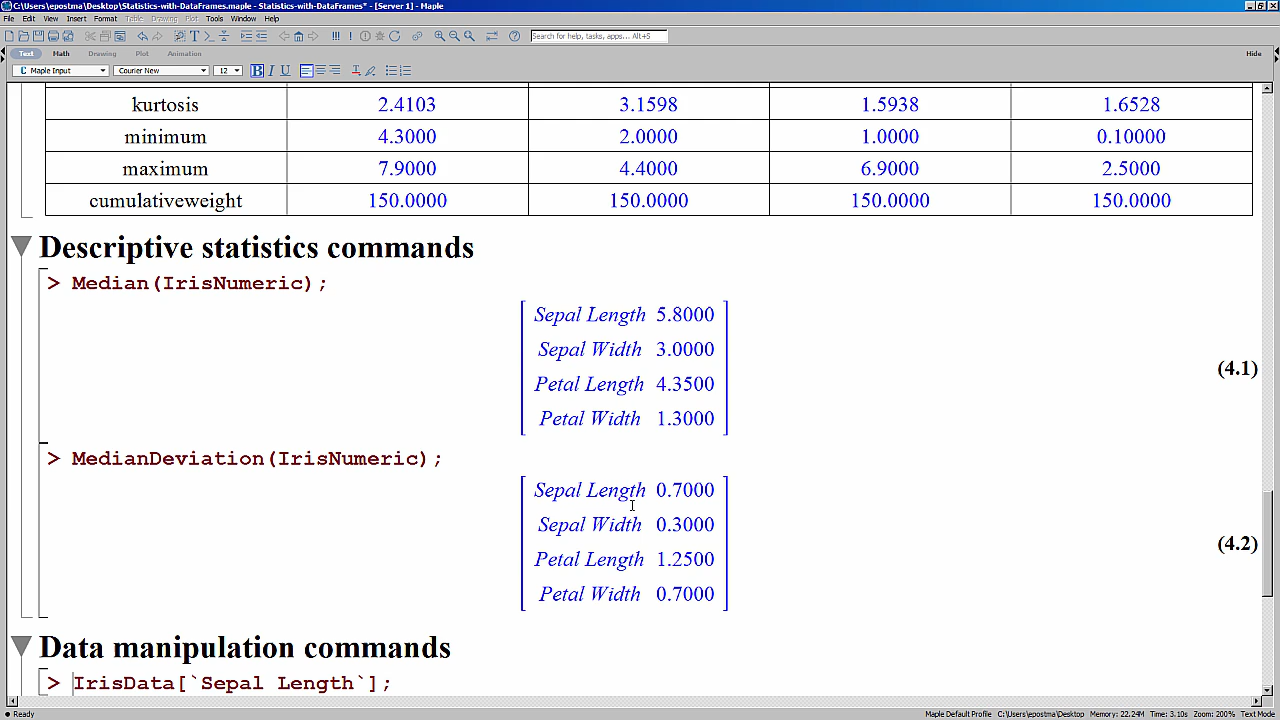 C:\Users\epostma\Desktop\Statistics-with-DataFrames.maple - Statistics-with-DataFrames* - [Server 1] - Maple
File Edit View Insert Format Table Drawing Plot Tools Window Help
Search for help, tasks, apps... Alt+S
Text Math Drawing Plot Animation Hide
C Maple Input Courier New 12 B I U
kurtosis 2.4103 3.1598 1.5938 1.6528
minimum 4.3000 2.0000 1.0000 0.10000
maximum 7.9000 4.4000 6.9000 2.5000
cumulativeweight 150.0000 150.0000 150.0000 150.0000
Descriptive statistics commands
> Median(IrisNumeric);
Sepal Length 5.8000
Sepal Width 3.0000
(4.1)
Petal Length 4.3500
Petal Width 1.3000
> MedianDeviation(IrisNumeric);
Sepal Length 0.7000
Sepal Width 0.3000
(4.2)
Petal Length 1.2500
Petal Width 0.7000
Data manipulation commands
> IrisData[`Sepal Length`];
Ready Maple Default Profile C:\Users\epostma\Desktop Memory: 22.24M Time: 3.10s Zoom: 200% Text Mode